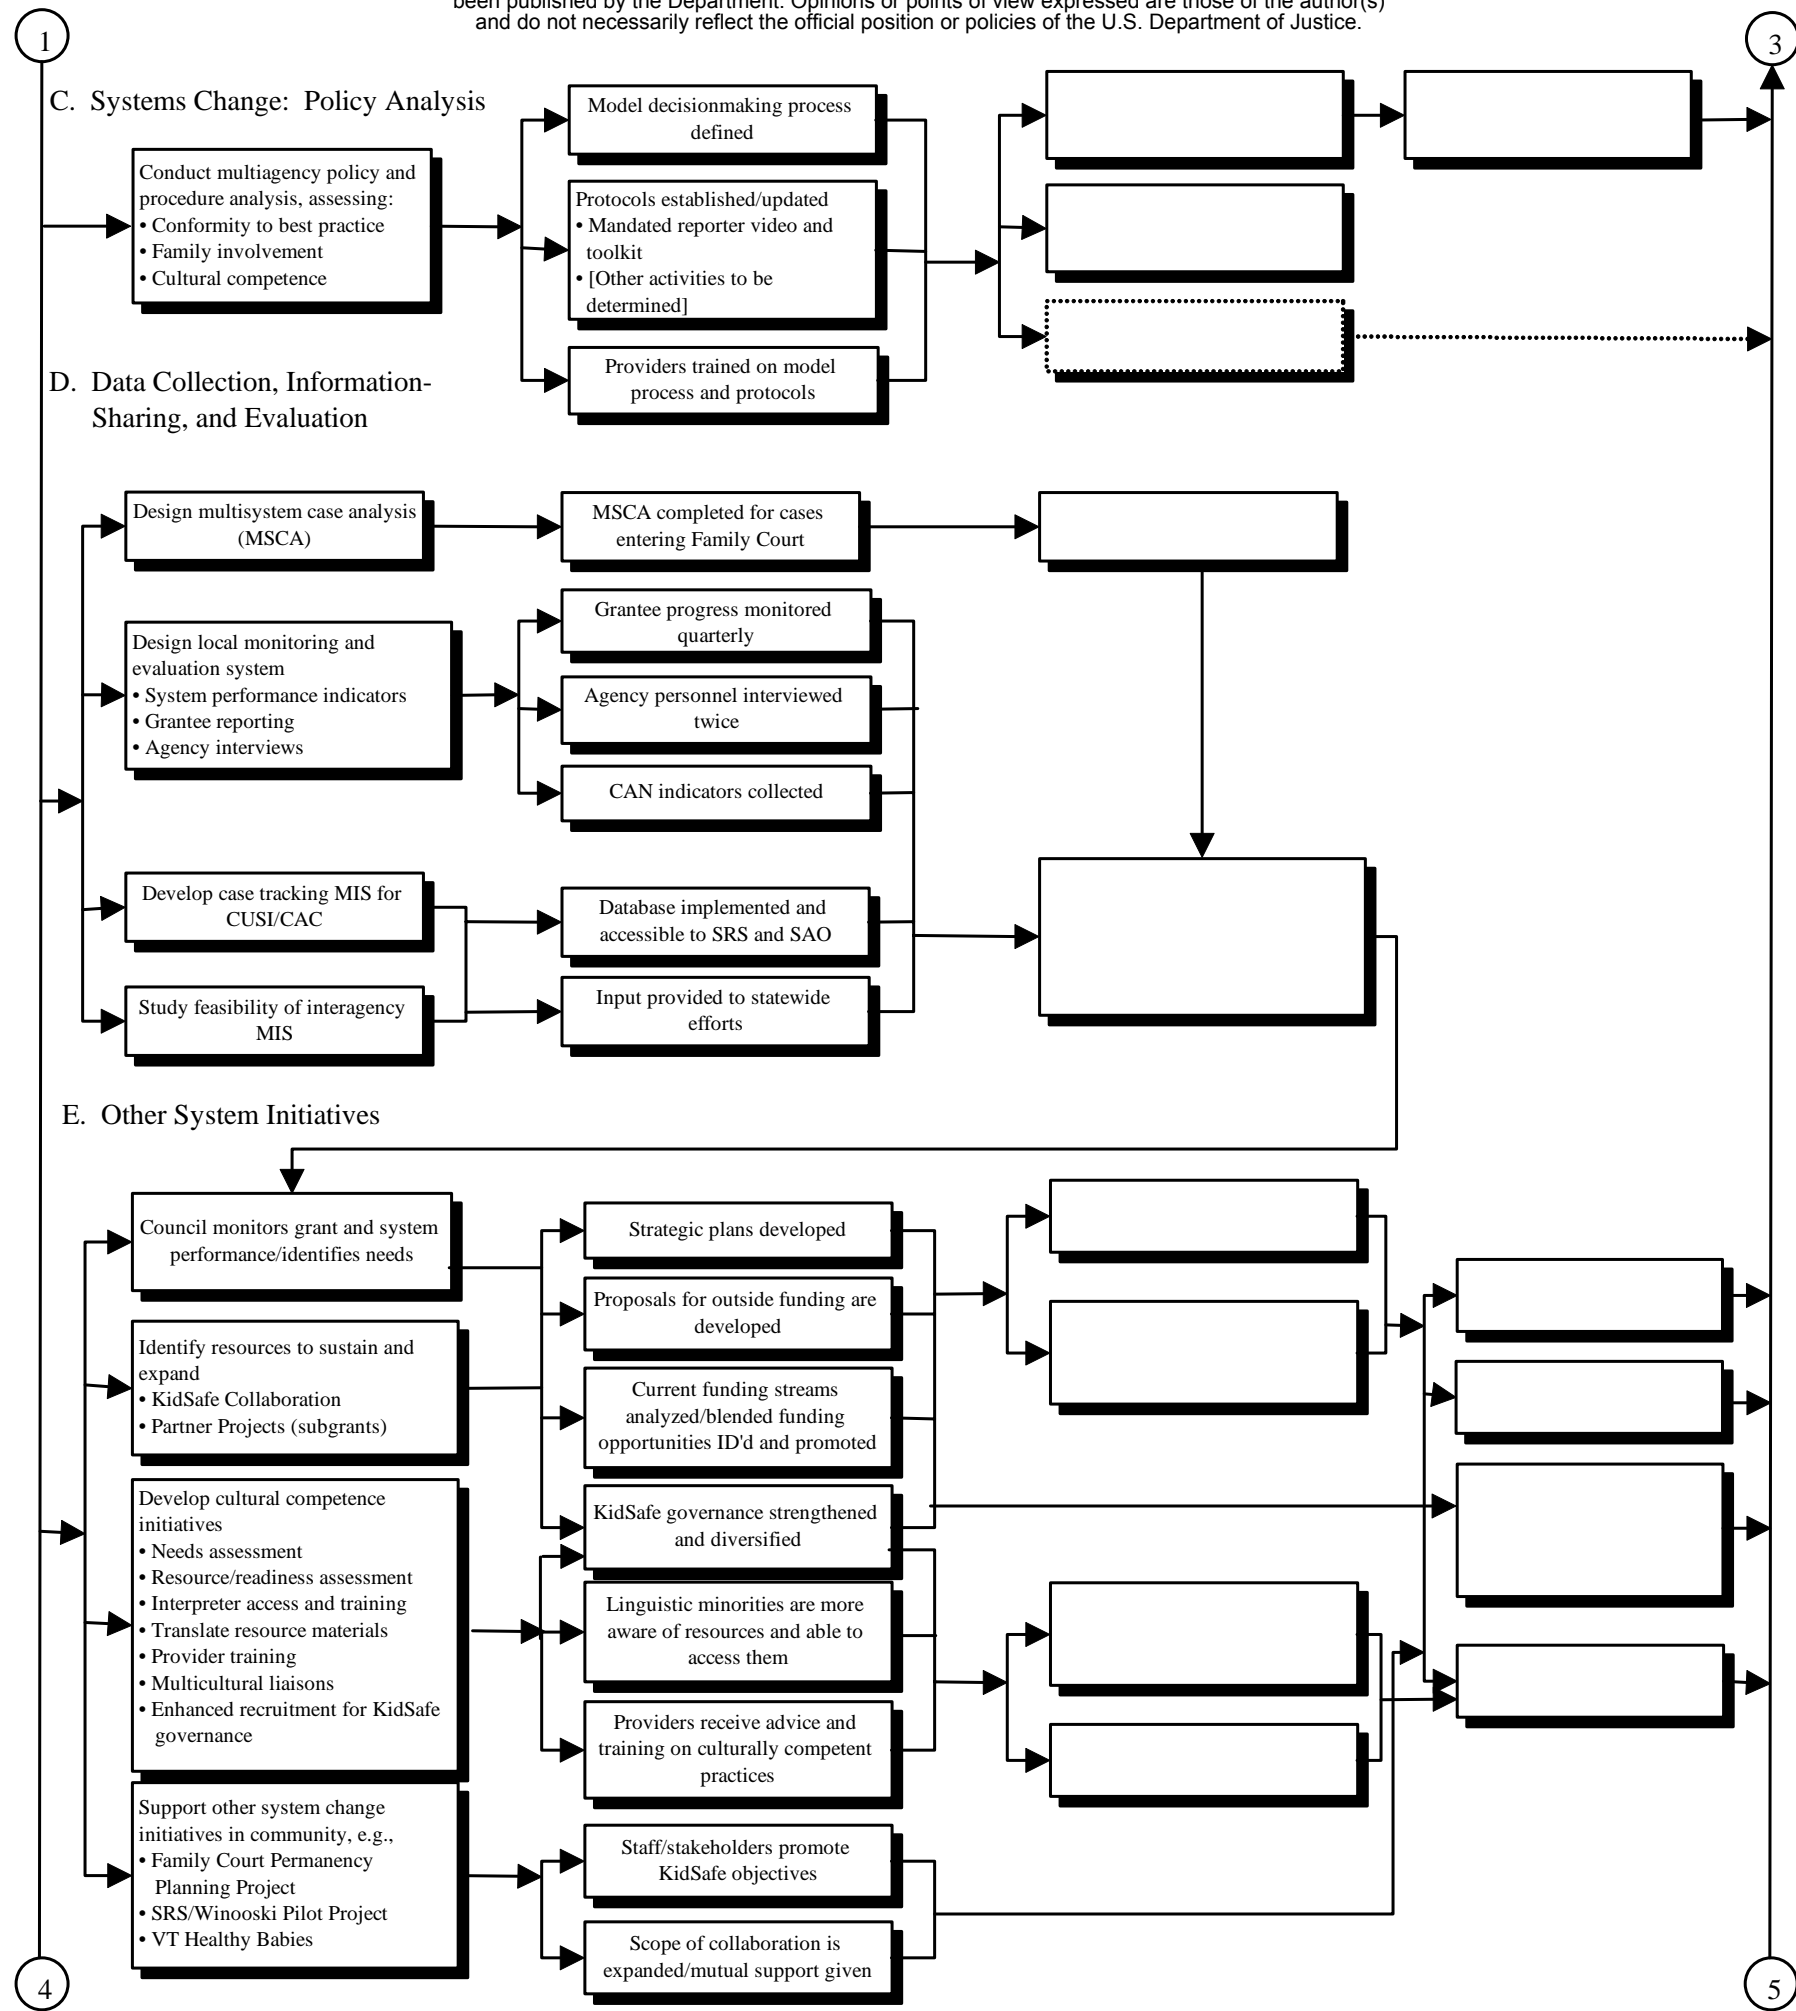 been published by the Department. Opinions or points of view expressed are those of the author(s)
and do not necessarily reflect the official position or policies of the U.S. Department of Justice.
1
3
C. Systems Change: Policy Analysis
Conduct multiagency policy and
procedure analysis, assessing:
• Conformity to best practice
• Family involvement
• Cultural competence
Model decisionmaking process
defined
Protocols established/updated
• Mandated reporter video and
toolkit
• [Other activities to be
determined]
Providers trained on model
process and protocols
D. Data Collection, Information-
Sharing, and Evaluation
Design multisystem case analysis
(MSCA)
MSCA completed for cases
entering Family Court
Design local monitoring and
evaluation system
• System performance indicators
• Grantee reporting
• Agency interviews
Grantee progress monitored
quarterly
Agency personnel interviewed
twice
CAN indicators collected
Develop case tracking MIS for
CUSI/CAC
Database implemented and
accessible to SRS and SAO
Study feasibility of interagency
MIS
Input provided to statewide
efforts
E. Other System Initiatives
Council monitors grant and system
performance/identifies needs
Strategic plans developed
Proposals for outside funding are
developed
Identify resources to sustain and
expand
• KidSafe Collaboration
• Partner Projects (subgrants)
Current funding streams
analyzed/blended funding
opportunities ID'd and promoted
KidSafe governance strengthened
and diversified
Develop cultural competence
initiatives
• Needs assessment
• Resource/readiness assessment
• Interpreter access and training
• Translate resource materials
• Provider training
• Multicultural liaisons
• Enhanced recruitment for KidSafe
governance
Linguistic minorities are more
aware of resources and able to
access them
Providers receive advice and
training on culturally competent
practices
Support other system change
initiatives in community, e.g.,
• Family Court Permanency
Planning Project
• SRS/Winooski Pilot Project
• VT Healthy Babies
Staff/stakeholders promote
KidSafe objectives
Scope of collaboration is
expanded/mutual support given
4
5